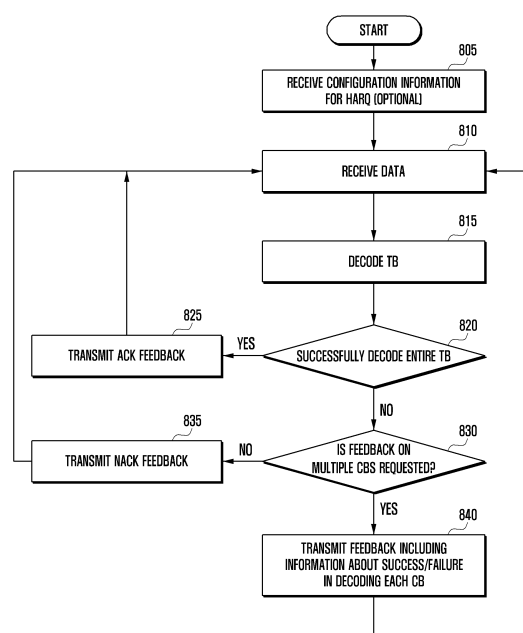 START
805
RECEIVE CONFIGURATION INFORMATION
FOR HARQ (OPTIONAL)
810
RECEIVE DATA
815
DECODE TB
820
SUCCESSFULLY DECODE ENTIRE TB
YES
825
TRANSMIT ACK FEEDBACK
NO
830
IS FEEDBACK ON
MULTIPLE CBS REQUESTED?
NO
835
TRANSMIT NACK FEEDBACK
YES
840
TRANSMIT FEEDBACK INCLUDING
INFORMATION ABOUT SUCCESS/FAILURE
IN DECODING EACH CB